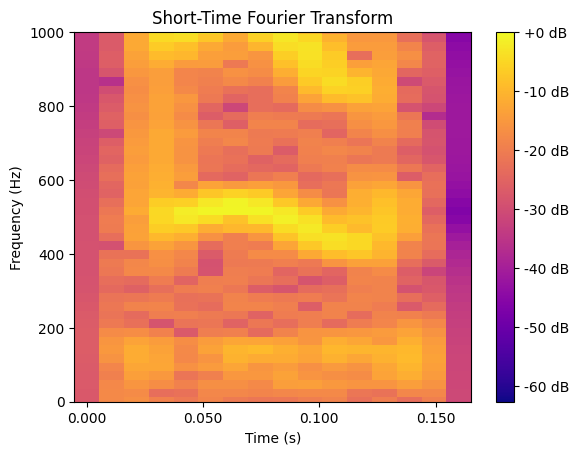 Short-Time Fourier Transform
1000
800
600
400
200
0
Frequency (Hz)
0.000
0.050
0.100
0.150
Time (s)
+0 dB
-10 dB
-20 dB
-30 dB
-40 dB
-50 dB
-60 dB